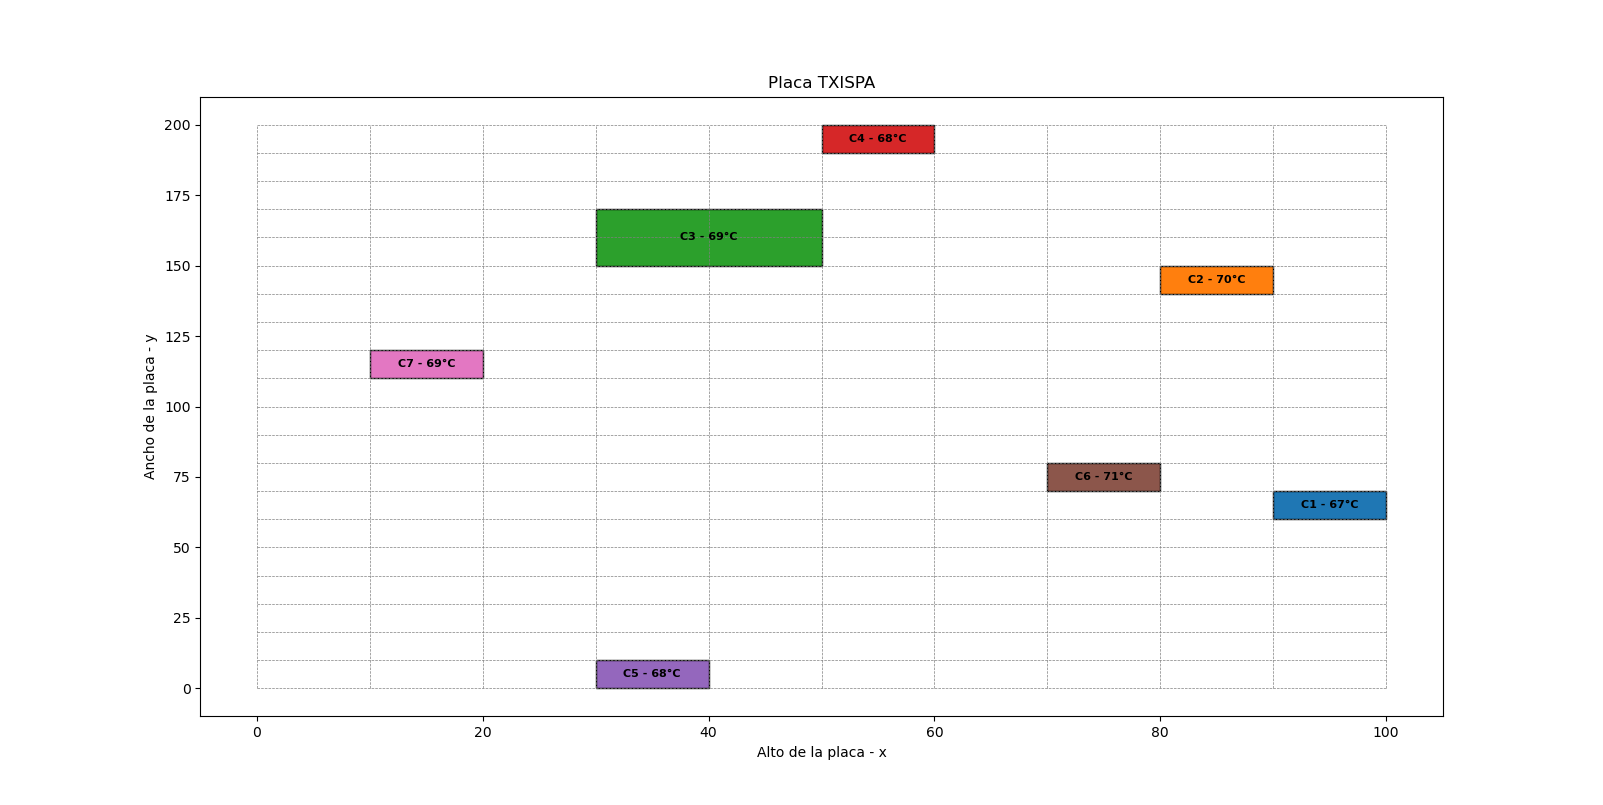 Placa TXISPA
200
C4 - 68°C
175
C3 - 69°C
150
C2 - 70°C
125
C7 - 69°C
100
75
C6 - 71°C
C1 - 67°C
50
25
C5 - 68°C
0
Ancho de la placa - y
0 20 40 60 80 100
Alto de la placa - x